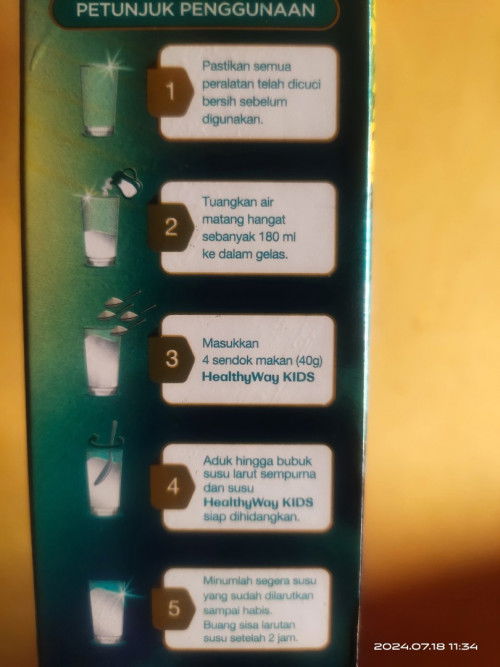 PETUNJUK PENGGUNAAN
1
Pastikan semua
peralatan telah dicuci
bersih sebelum
digunakan.
2
Tuangkan air
matang hangat
sebanyak 180 ml
ke dalam gelas.
3
Masukkan
4 sendok makan (40g)
HealthyWay KIDS
4
Aduk hingga bubuk
susu larut sempurna
dan susu
HealthyWay KIDS
siap dihidangkan.
5
Minumlah segera susu
yang sudah dilarutkan
sampai habis.
Buang sisa larutan
susu setelah 2 jam.
2024.07.18 11:34